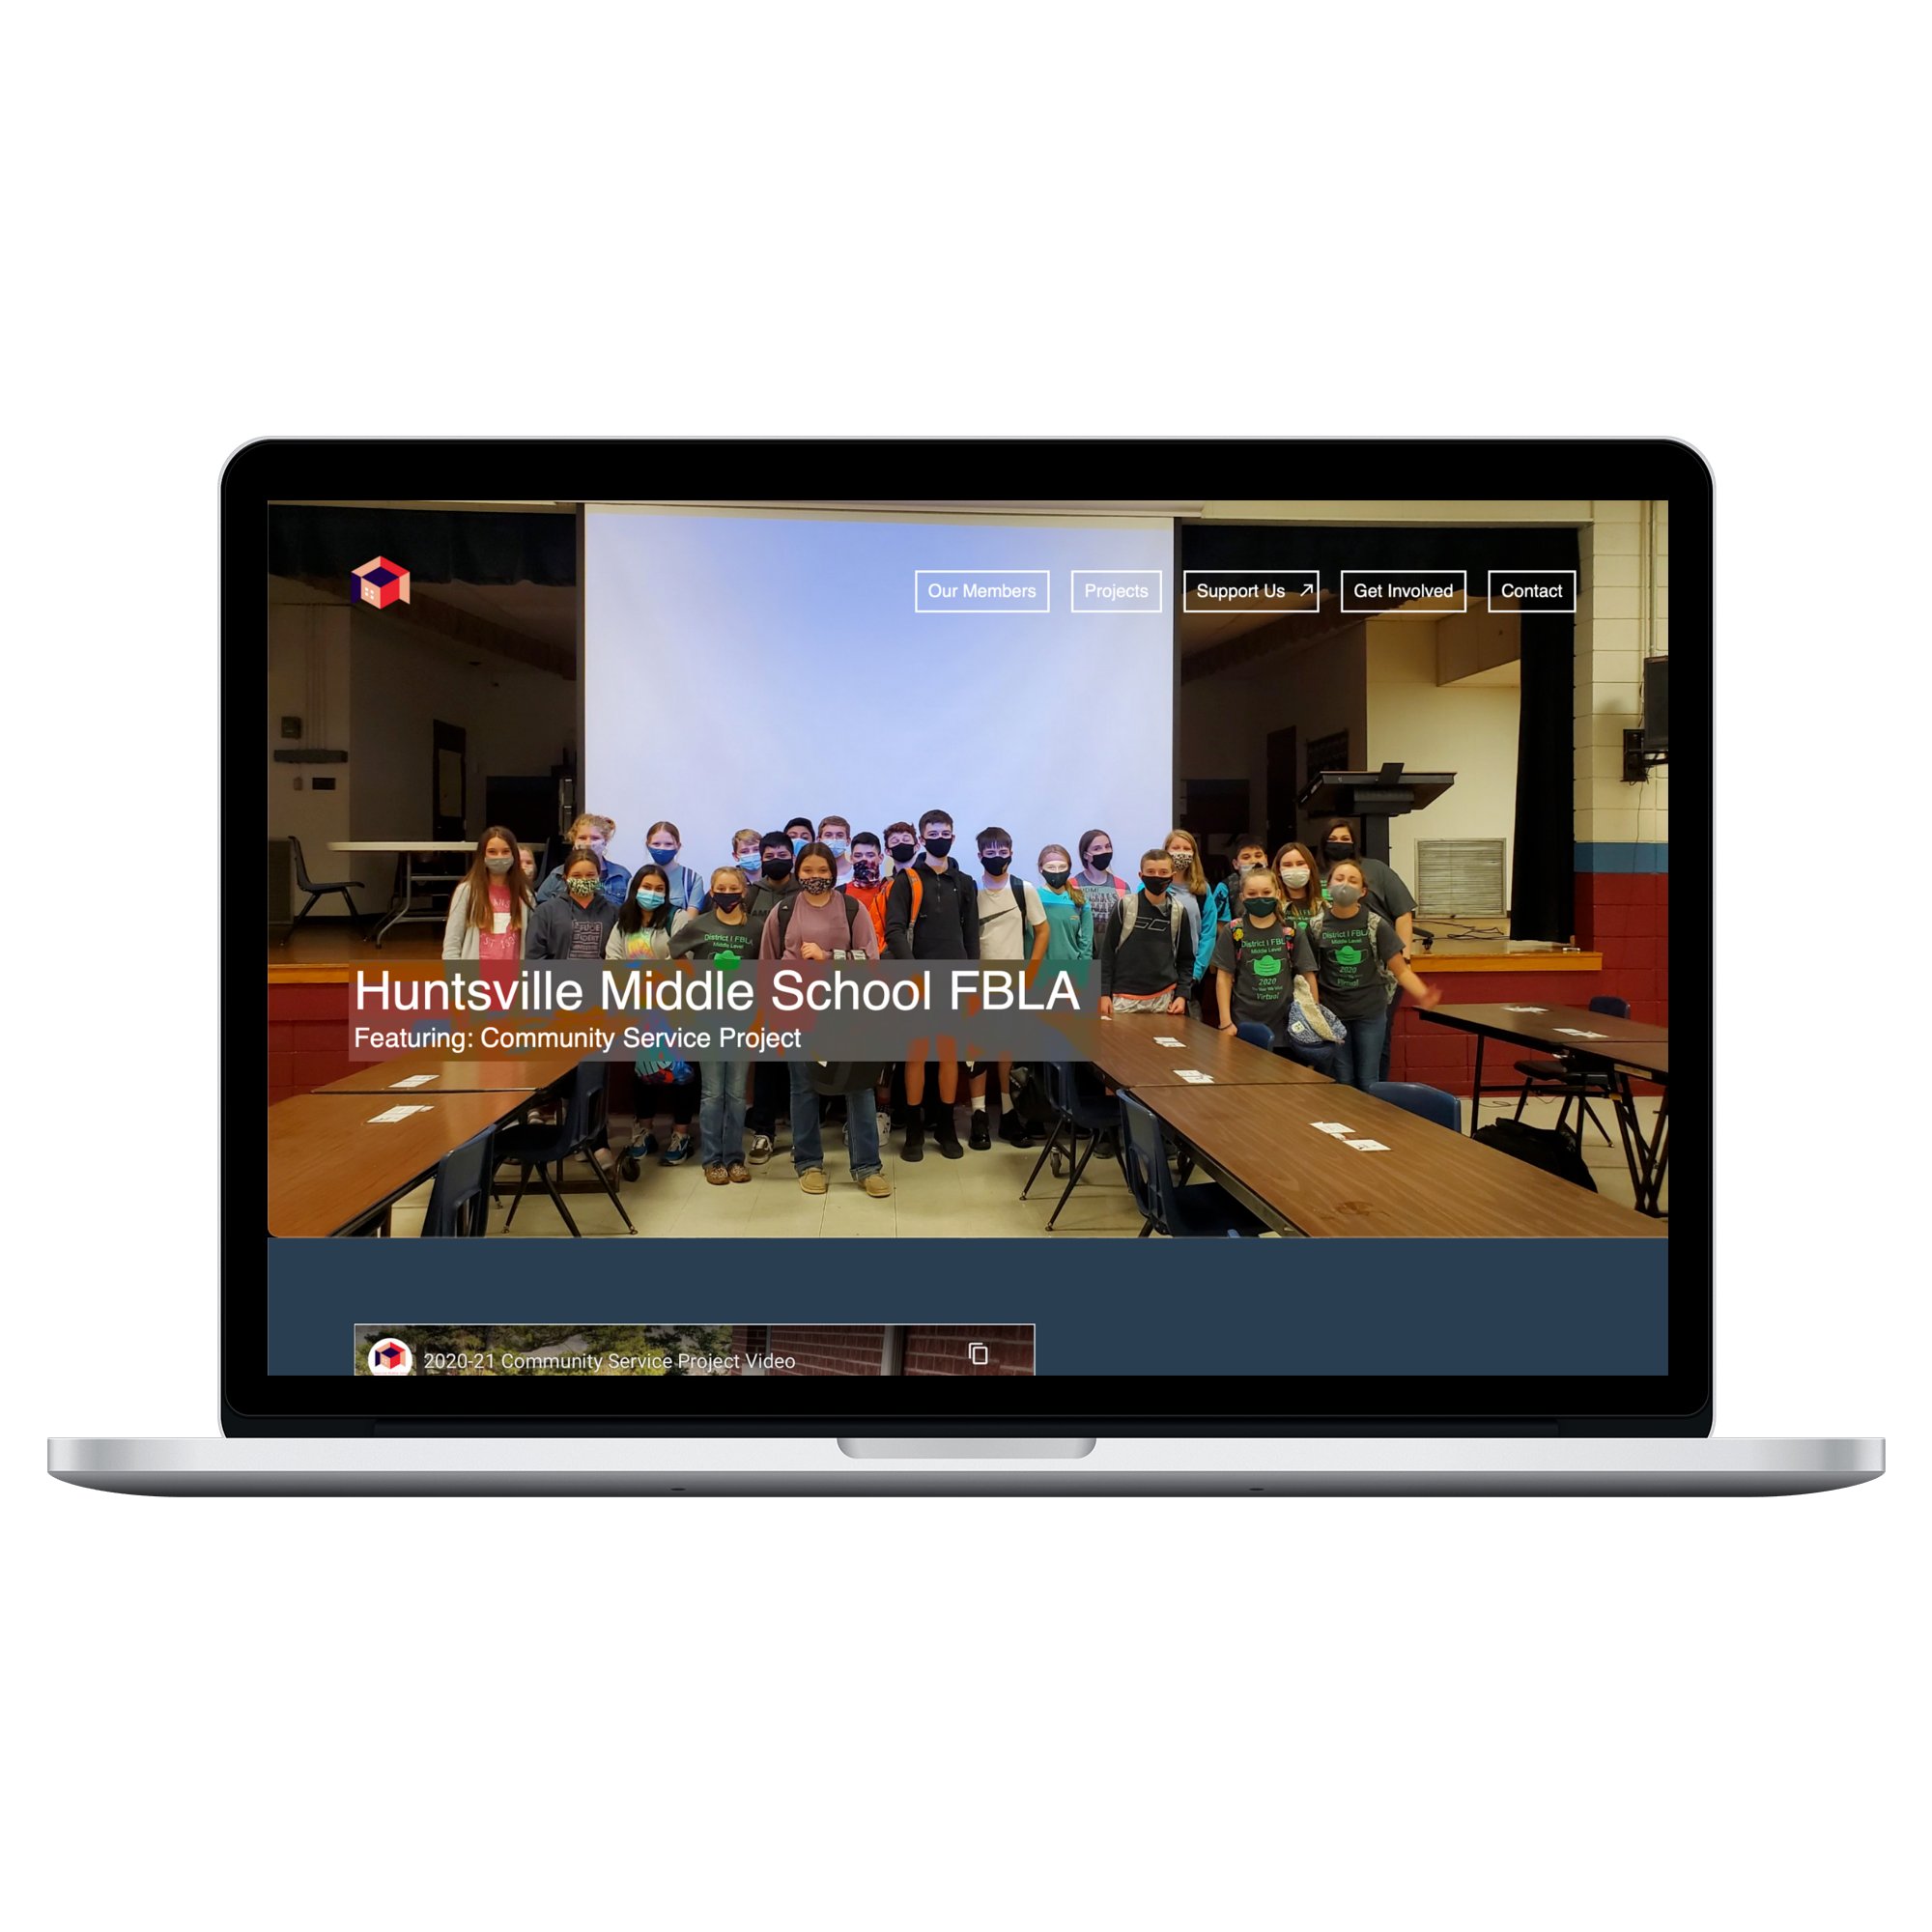 Our Members
Projects
Support Us
Get Involved
Contact
District I FBLA
Middle Level
District I FBL
Middle Level
2020
Virtual
District I FBLA
Middle Level
2020
Virtual
Huntsville Middle School FBLA
Featuring: Community Service Project
2020-21 Community Service Project Video